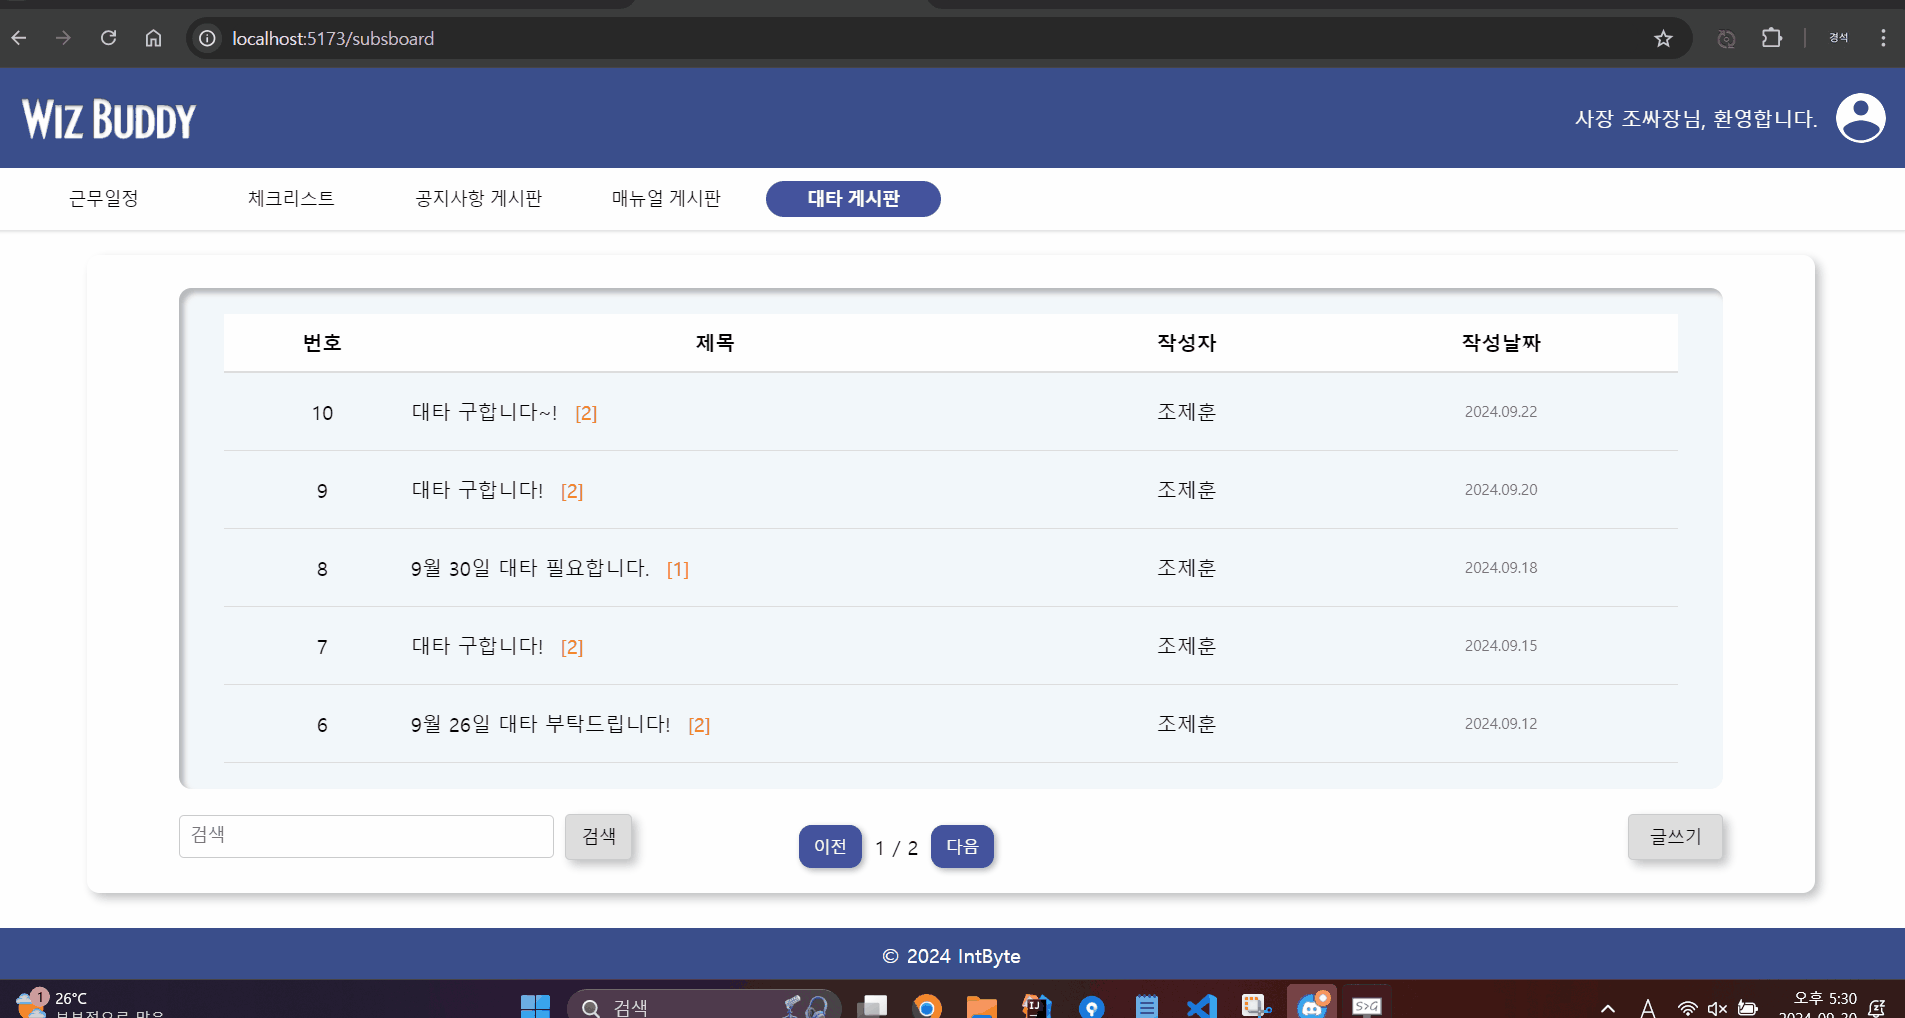 localhost:5173/subsboard
경석
WIZ BUDDY
사장 조싸장님, 환영합니다.
근무일정 체크리스트 공지사항 게시판 매뉴얼 게시판 대타 게시판
번호 제목 작성자 작성날짜
10 대타 구합니다~! [2] 조제훈 2024.09.22
9 대타 구합니다! [2] 조제훈 2024.09.20
8 9월 30일 대타 필요합니다. [1] 조제훈 2024.09.18
7 대타 구합니다! [2] 조제훈 2024.09.15
6 9월 26일 대타 부탁드립니다! [2] 조제훈 2024.09.12
검색 검색 이전 1 / 2 다음 글쓰기
© 2024 IntByte
1 26°C 검색 IJ S>G A 오후 5:30